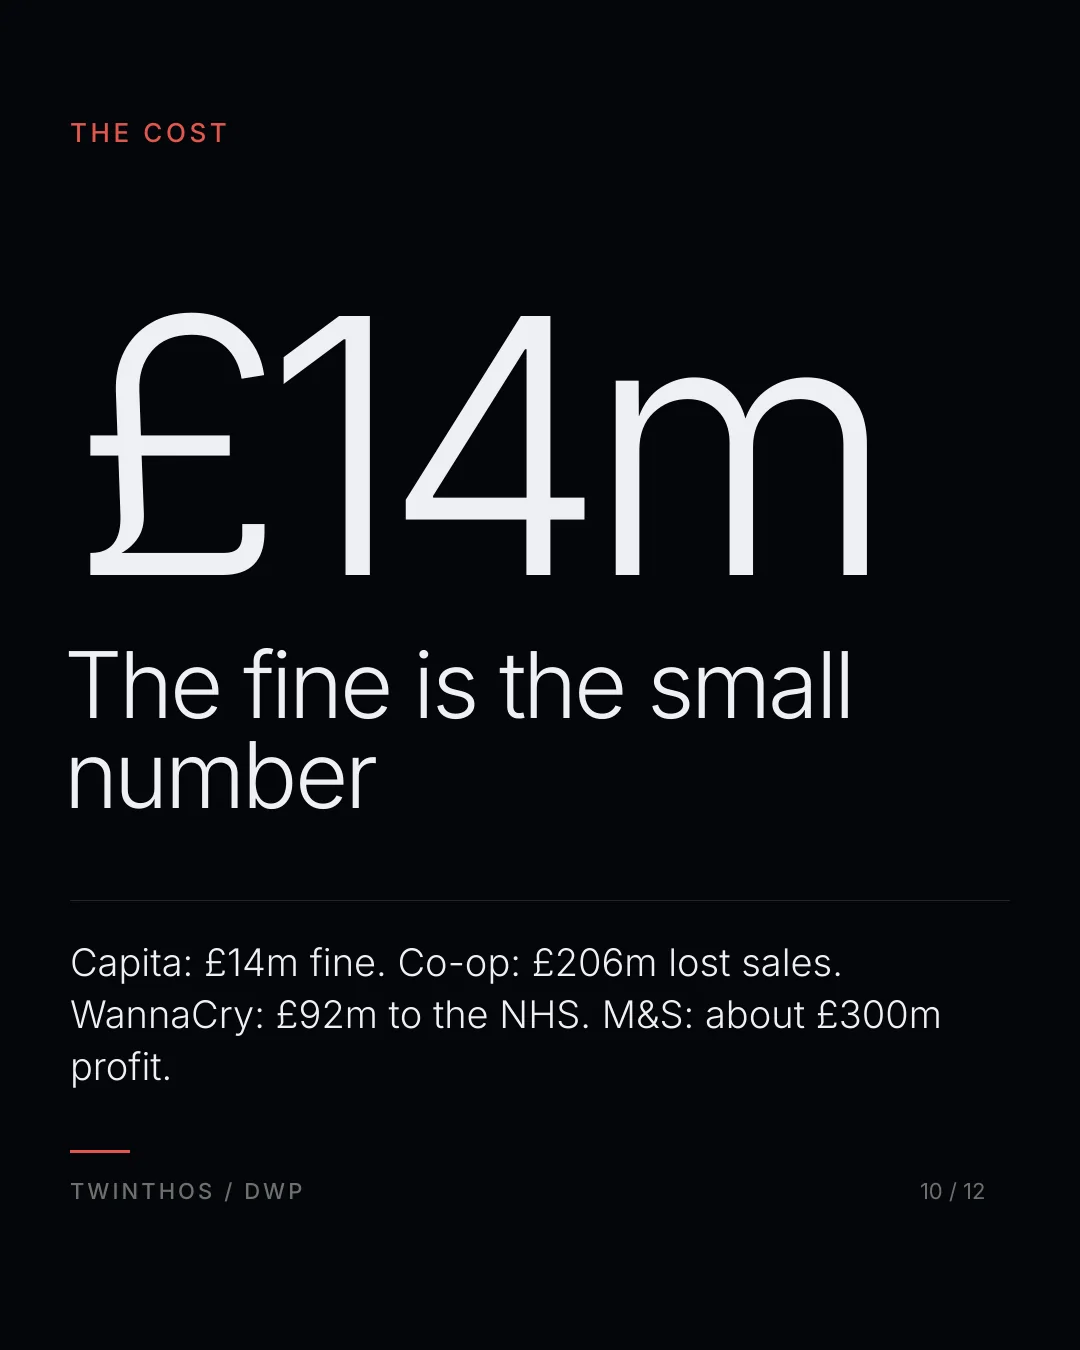 THE COST
£14m
The fine is the small
number
Capita: £14m fine. Co-op: £206m lost sales.
WannaCry: £92m to the NHS. M&S: about £300m
profit.
TWINTHOS / DWP
10 / 12